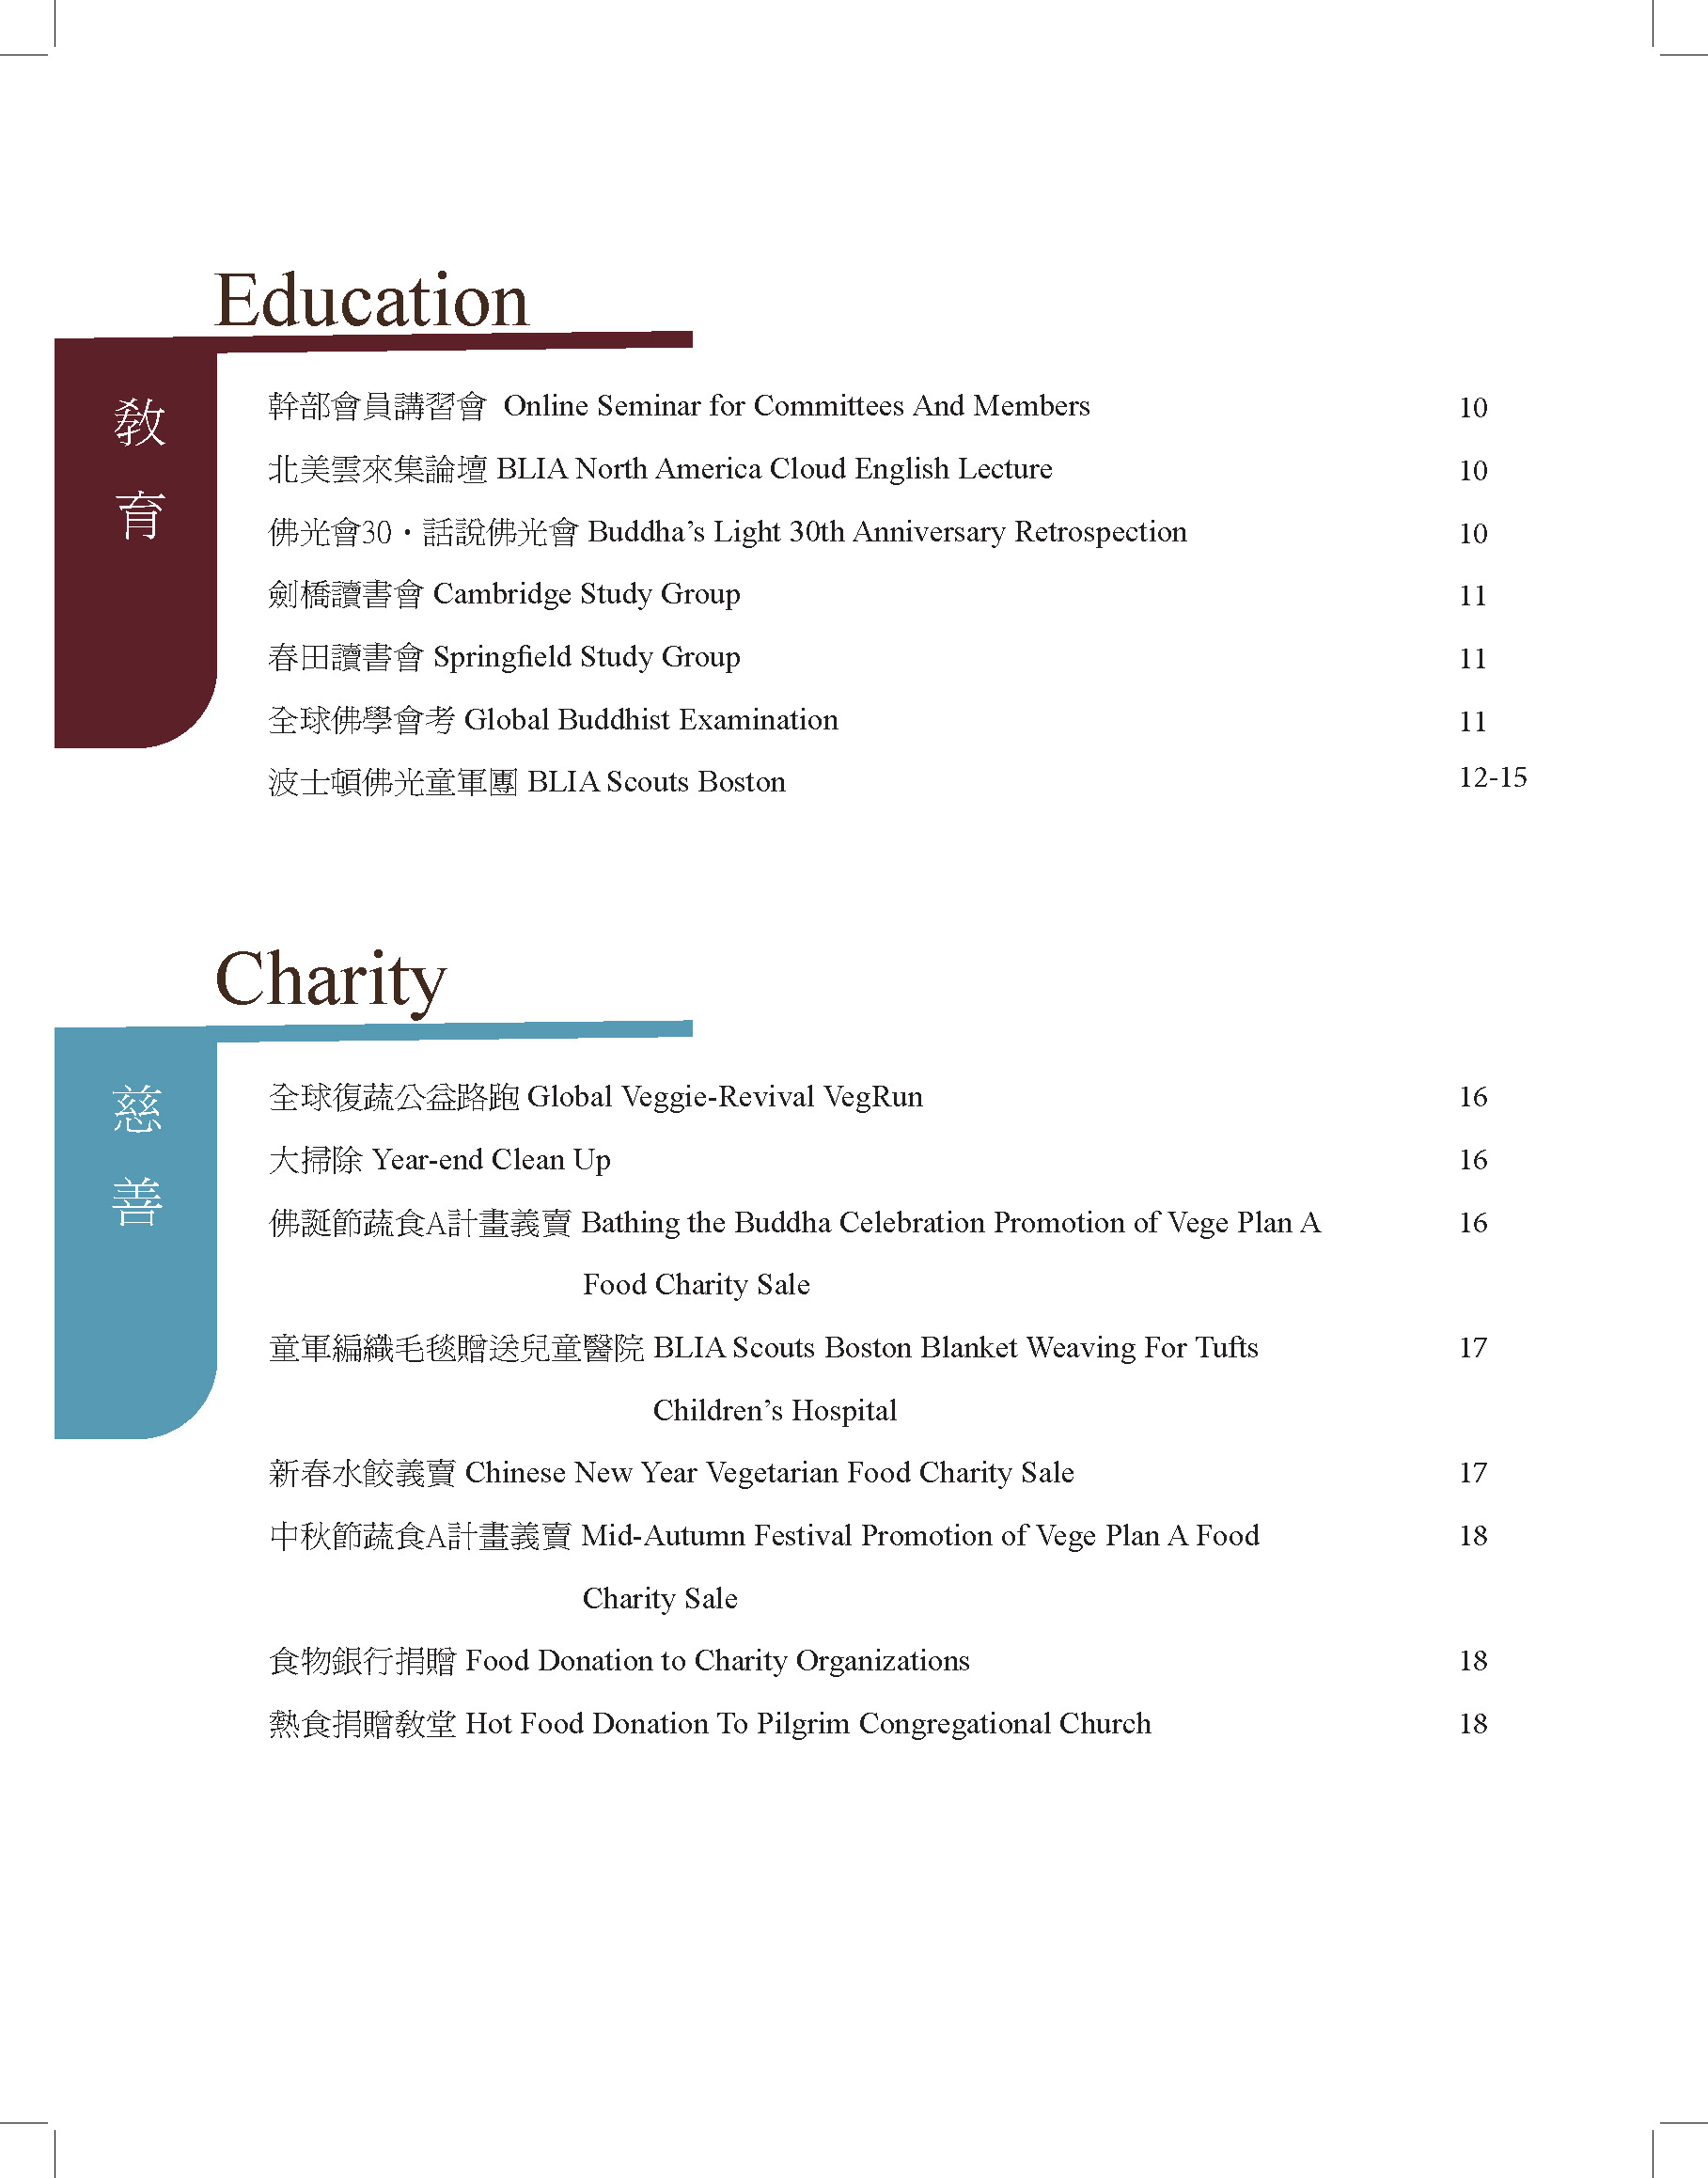 Education
教育
幹部會員講習會 Online Seminar for Committees And Members 10
北美雲來集論壇 BLIA North America Cloud English Lecture 10
佛光會30・話說佛光會 Buddha’s Light 30th Anniversary Retrospection 10
劍橋讀書會 Cambridge Study Group 11
春田讀書會 Springfield Study Group 11
全球佛學會考 Global Buddhist Examination 11
波士頓佛光童軍團 BLIA Scouts Boston 12-15
Charity
慈善
全球復蔬公益路跑 Global Veggie-Revival VegRun 16
大掃除 Year-end Clean Up 16
佛誕節蔬食A計畫義賣 Bathing the Buddha Celebration Promotion of Vege Plan A 16
Food Charity Sale
童軍編織毛毯贈送兒童醫院 BLIA Scouts Boston Blanket Weaving For Tufts 17
Children’s Hospital
新春水餃義賣 Chinese New Year Vegetarian Food Charity Sale 17
中秋節蔬食A計畫義賣 Mid-Autumn Festival Promotion of Vege Plan A Food 18
Charity Sale
食物銀行捐贈 Food Donation to Charity Organizations 18
熱食捐贈教堂 Hot Food Donation To Pilgrim Congregational Church 18